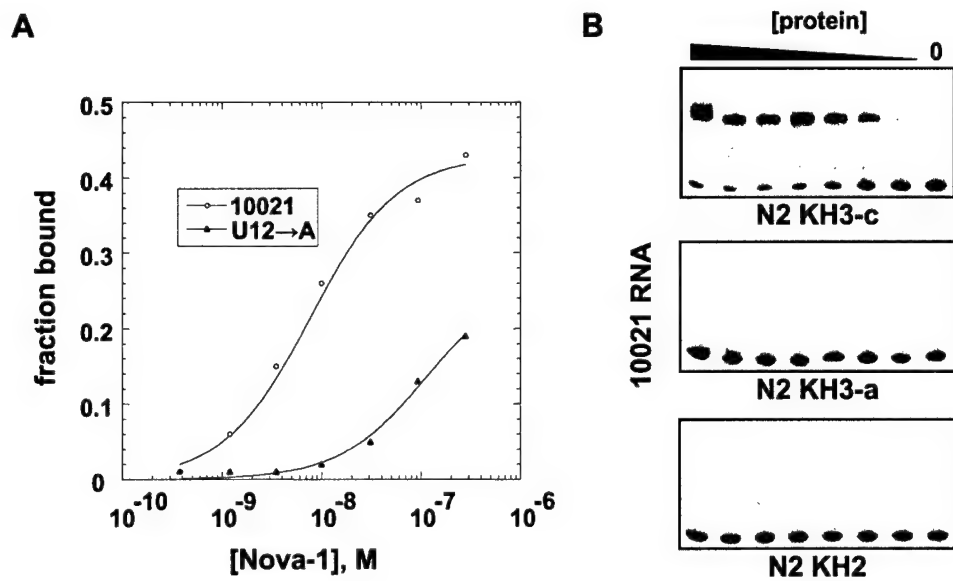 A
0.5
0.4
0.3
0.2
0.1
0
fraction bound
10021
U12→A
10⁻¹⁰
10⁻⁹
10⁻⁸
10⁻⁷
10⁻⁶
[Nova-1], M
B
[protein]
0
10021 RNA
N2 KH3-c
N2 KH3-a
N2 KH2